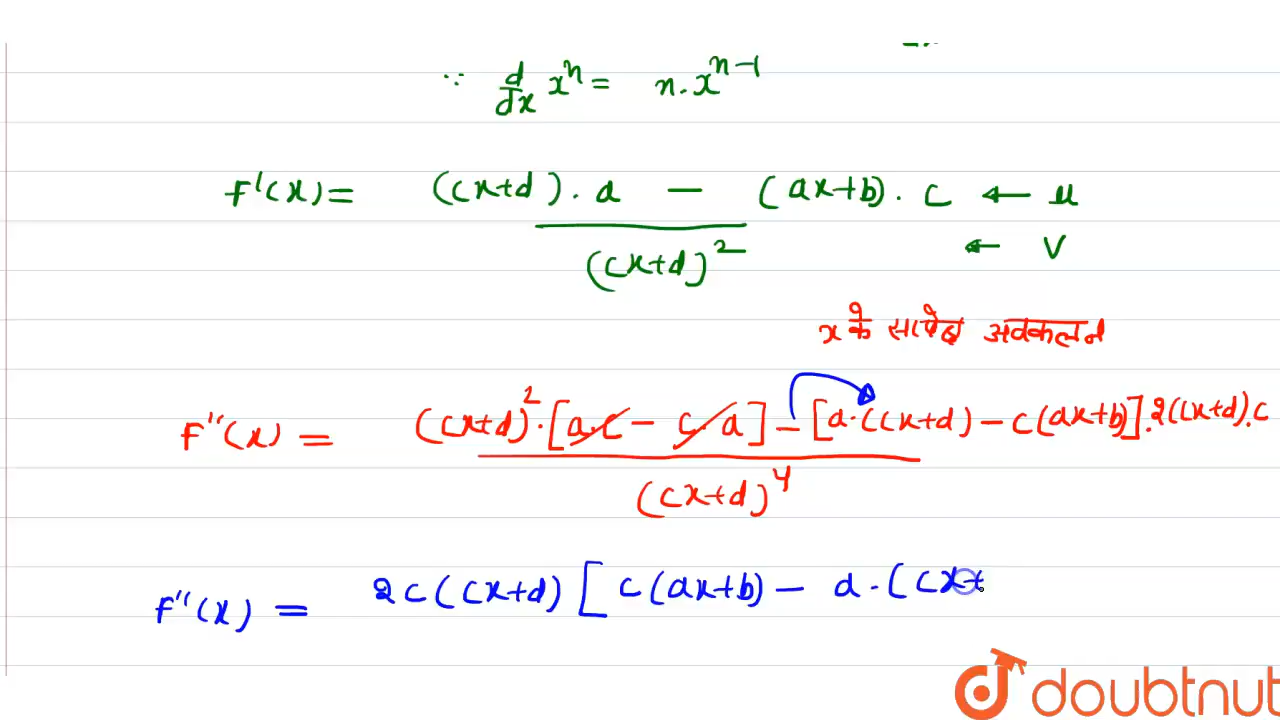 ∵ d/dx xⁿ = n.xⁿ⁻¹
F'(x) = (cx+d).a − (ax+b).c ← u
(cx+d)² ← V
x के सापेक्ष अवकलन
F''(x) = (cx+d)².[a.c − c.a] − [a.(cx+d) − c(ax+b)].2(cx+d).c
(cx+d)⁴
F''(x) = 2c(cx+d)[c(ax+b) − a.(cx+
doubtnut